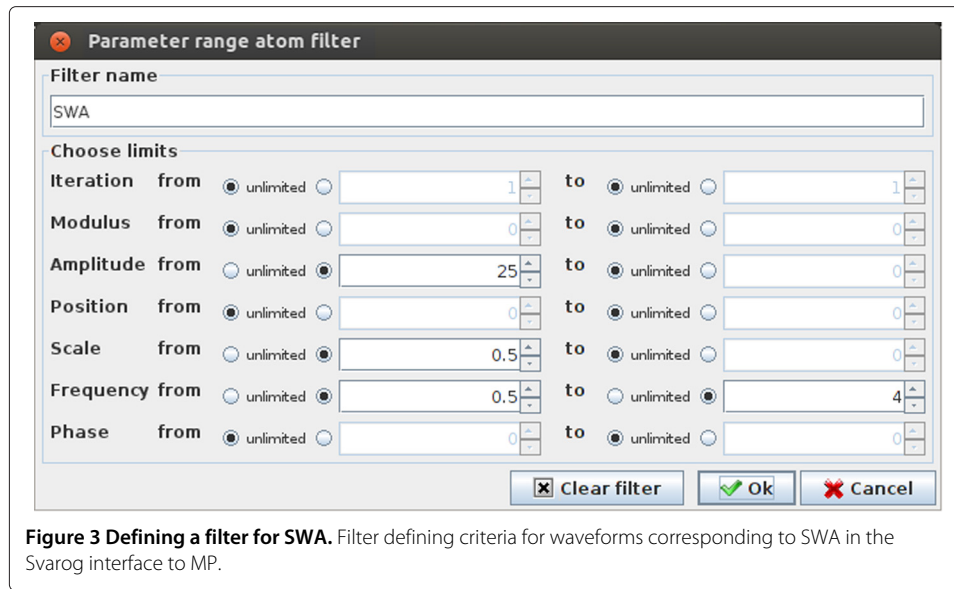 Parameter range atom filter
Filter name
SWA
Choose limits
Iteration from unlimited 1 to unlimited 1
Modulus from unlimited 0 to unlimited 0
Amplitude from unlimited 25 to unlimited 0
Position from unlimited 0 to unlimited 0
Scale from unlimited 0.5 to unlimited 0
Frequency from unlimited 0.5 to unlimited 4
Phase from unlimited 0 to unlimited 0
Clear filter Ok Cancel
Figure 3 Defining a filter for SWA. Filter defining criteria for waveforms corresponding to SWA in the
Svarog interface to MP.